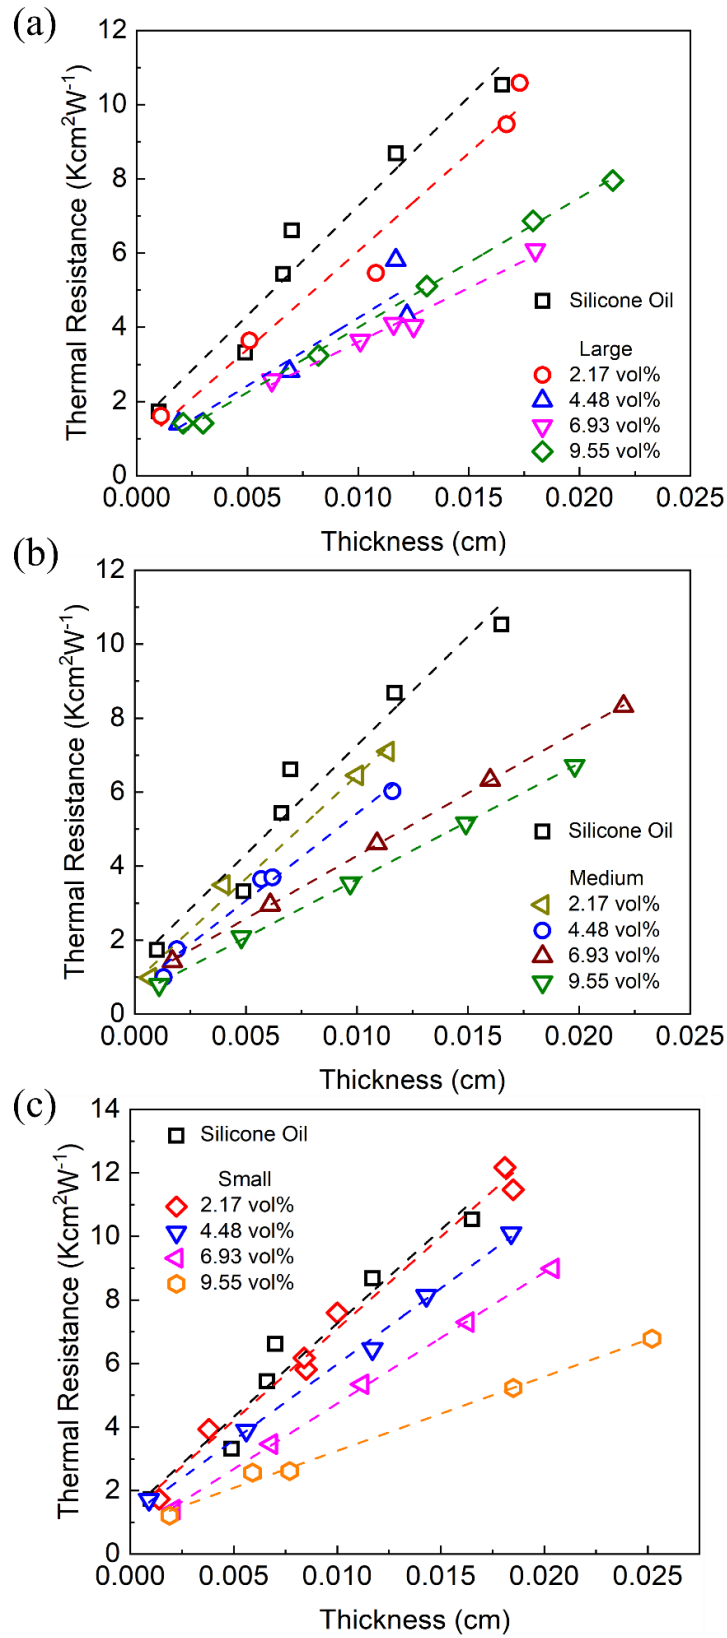 (a)
12
10
8
6
4
2
0
Thermal Resistance (Kcm²W⁻¹)
Silicone Oil
Large
2.17 vol%
4.48 vol%
6.93 vol%
9.55 vol%
0.000 0.005 0.010 0.015 0.020 0.025
Thickness (cm)
(b)
12
10
8
6
4
2
0
Thermal Resistance (Kcm²W⁻¹)
Silicone Oil
Medium
2.17 vol%
4.48 vol%
6.93 vol%
9.55 vol%
0.000 0.005 0.010 0.015 0.020 0.025
Thickness (cm)
(c)
14
12
10
8
6
4
2
0
Thermal Resistance (Kcm²W⁻¹)
Silicone Oil
Small
2.17 vol%
4.48 vol%
6.93 vol%
9.55 vol%
0.000 0.005 0.010 0.015 0.020 0.025
Thickness (cm)